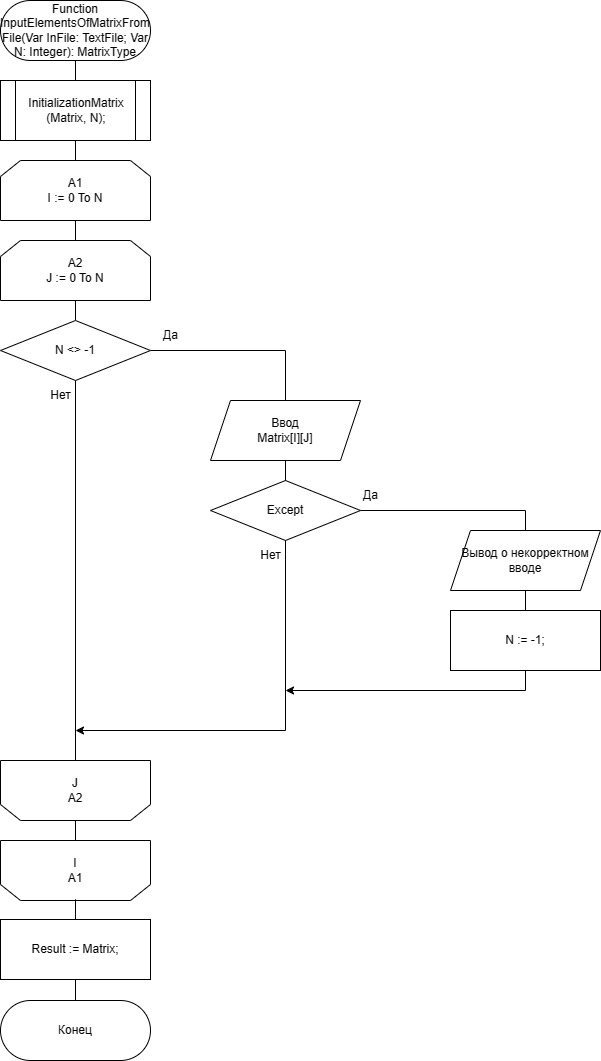 Function
InputElementsOfMatrixFrom
File(Var InFile: TextFile; Var
N: Integer): MatrixType
InitializationMatrix
(Matrix, N);
A1
I := 0 To N
A2
J := 0 To N
N <> -1
Да
Нет
Ввод
Matrix[I][J]
Except
Да
Нет
Вывод о некорректном
вводе
N := -1;
J
A2
I
A1
Result := Matrix;
Конец